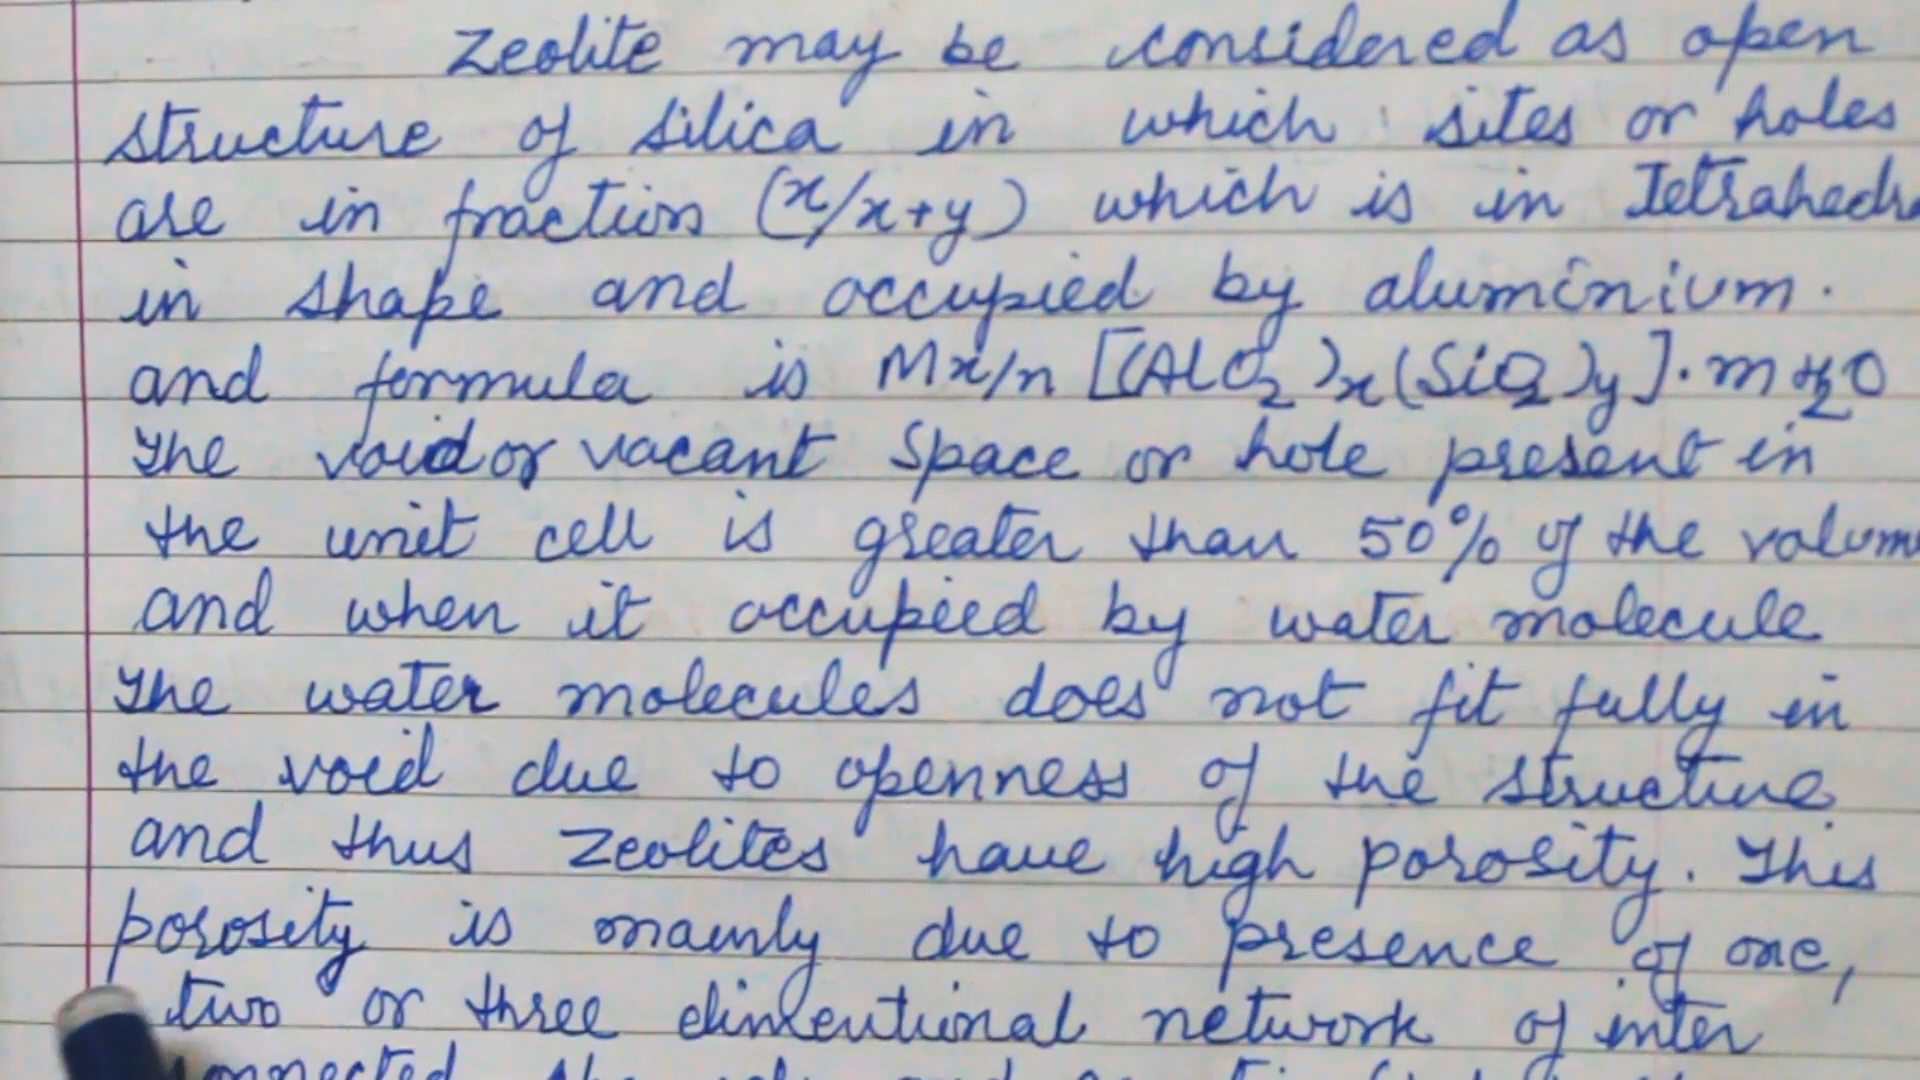 Zeolite may be considered as open
structure of silica in which sites or holes
are in fraction (x/x+y) which is in Tetrahedra
in shape and occupied by aluminium.
and formula is Mx/n [(AlO2)x(SiO2)y].mH2O
The void or vacant space or hole present in
the unit cell is greater than 50% of the volume
and when it occupied by water molecule
The water molecules does not fit fully in
the void due to openness of the structure
and thus zeolites have high porosity. This
porosity is mainly due to presence of one,
two or three dimentional network of inter
connected